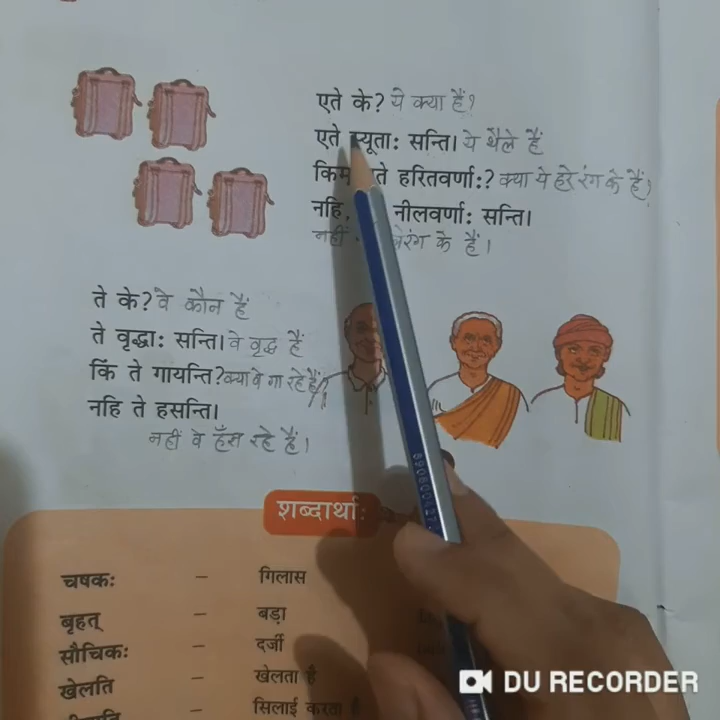 एते के? ये क्या हैं?
एते स्यूताः सन्ति। ये थैले हैं
किम ते हरितवर्णाः? क्या ये हरे रंग के हैं?
नहि, नीलवर्णाः सन्ति।
नहीं रंग के हैं।
ते के? वे कौन हैं
ते वृद्धाः सन्ति। वे वृद्ध हैं
किं ते गायन्ति? क्या वे गा रहे हैं
नहि ते हसन्ति।
नहीं वे हँस रहे हैं।
शब्दार्थाः
चषकः – गिलास
बृहत् – बड़ा
सौचिकः – दर्जी
खेलति – खेलता है
– सिलाई करता है
DU RECORDER